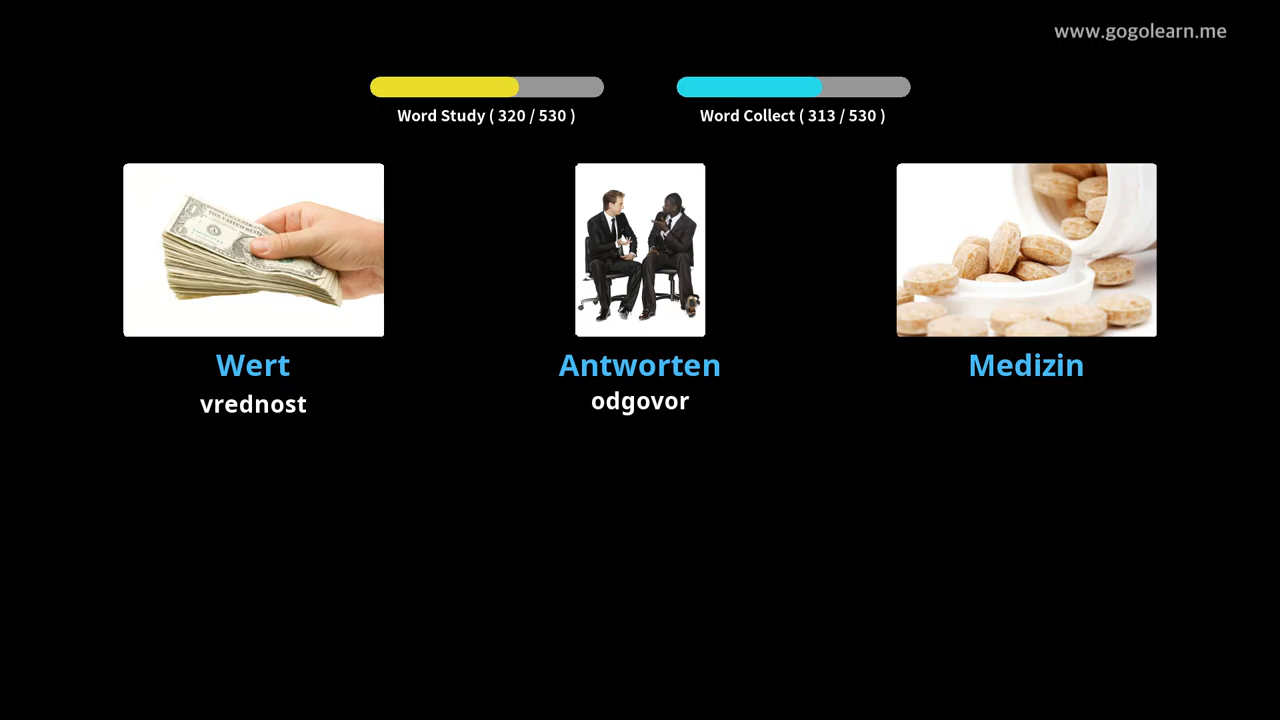 www.gogolearn.me
Word Study ( 320 / 530 )
Word Collect ( 313 / 530 )
Wert
vrednost
Antworten
odgovor
Medizin